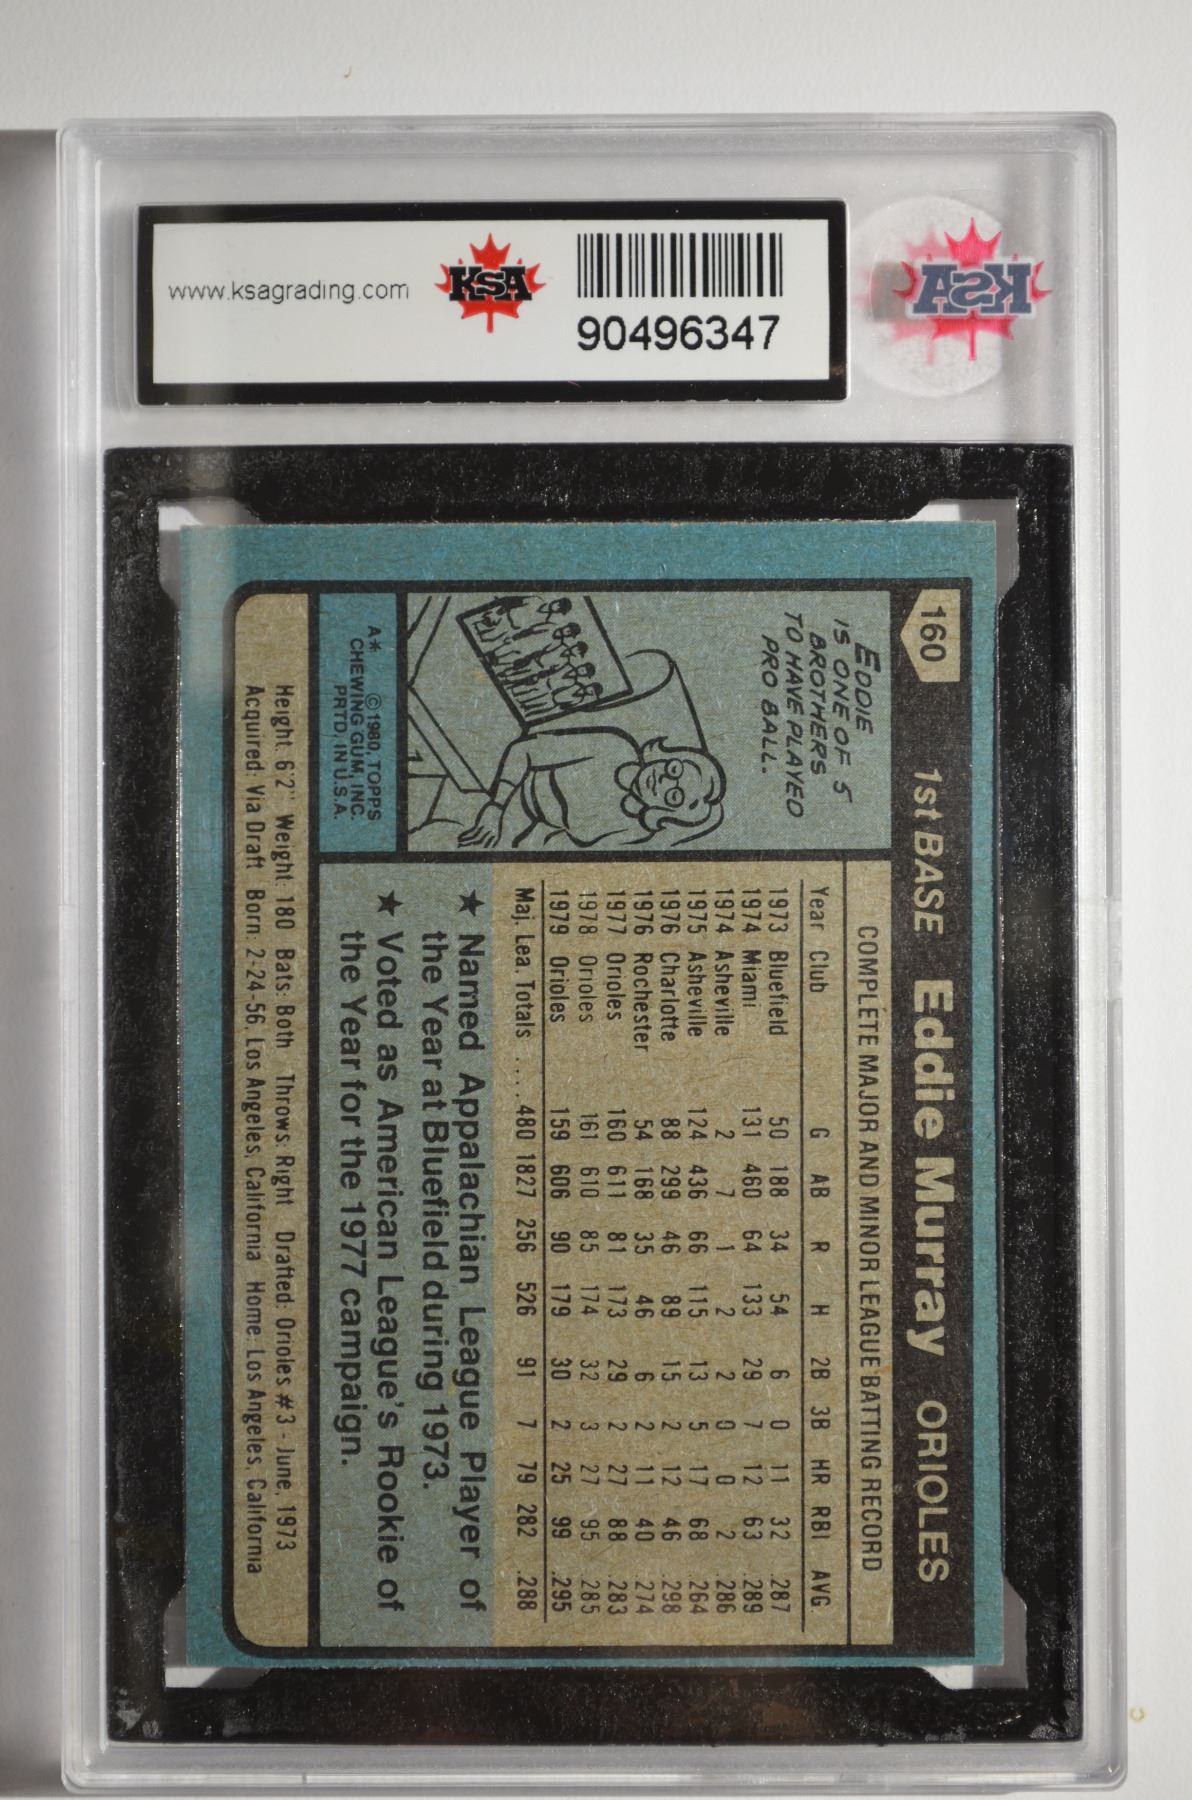 www.ksagrading.com
KSA
90496347
KSA
160
1st BASE Eddie Murray ORIOLES
EDDIE
IS ONE OF 5
BROTHERS
TO HAVE PLAYED
PRO BALL.
A* ©1980, TOPPS
CHEWING GUM, INC.
PRTD. IN U.S.A.
COMPLETE MAJOR AND MINOR LEAGUE BATTING RECORD
Year Club G AB R H 2B 3B HR RBI AVG.
1973 Bluefield 50 188 34 54 6 0 11 32 .287
1974 Miami 131 460 64 133 29 7 12 63 .289
1974 Asheville 2 7 1 2 2 0 0 2 .286
1975 Asheville 124 436 66 115 13 5 17 68 .264
1976 Charlotte 88 299 46 89 15 2 12 46 .298
1976 Rochester 54 168 35 46 6 2 11 40 .274
1977 Orioles 160 611 81 173 29 2 27 88 .283
1978 Orioles 161 610 85 174 32 3 27 95 .285
1979 Orioles 159 606 90 179 30 2 25 99 .295
Maj. Lea. Totals .... 480 1827 256 526 91 7 79 282 .288
★ Named Appalachian League Player of
the Year at Bluefield during 1973.
★ Voted as American League's Rookie of
the Year for the 1977 campaign.
Height: 6'2" Weight: 180 Bats: Both Throws: Right Drafted: Orioles #3 - June, 1973
Acquired: Via Draft Born: 2-24-56, Los Angeles, California Home: Los Angeles, California